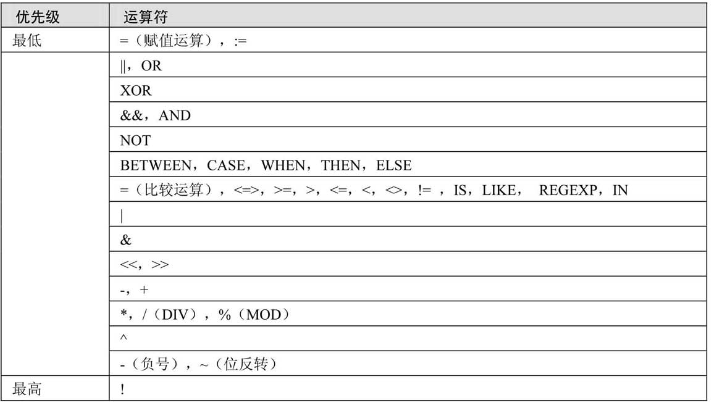 优先级 运算符
最低 =（赋值运算），:=
||，OR
XOR
&&，AND
NOT
BETWEEN，CASE，WHEN，THEN，ELSE
=（比较运算），<=>，>=，>，<=，<，<>，!= ，IS，LIKE， REGEXP，IN
|
&
<<，>>
-，+
*，/（DIV），%（MOD）
^
-（负号），~（位反转）
最高 !